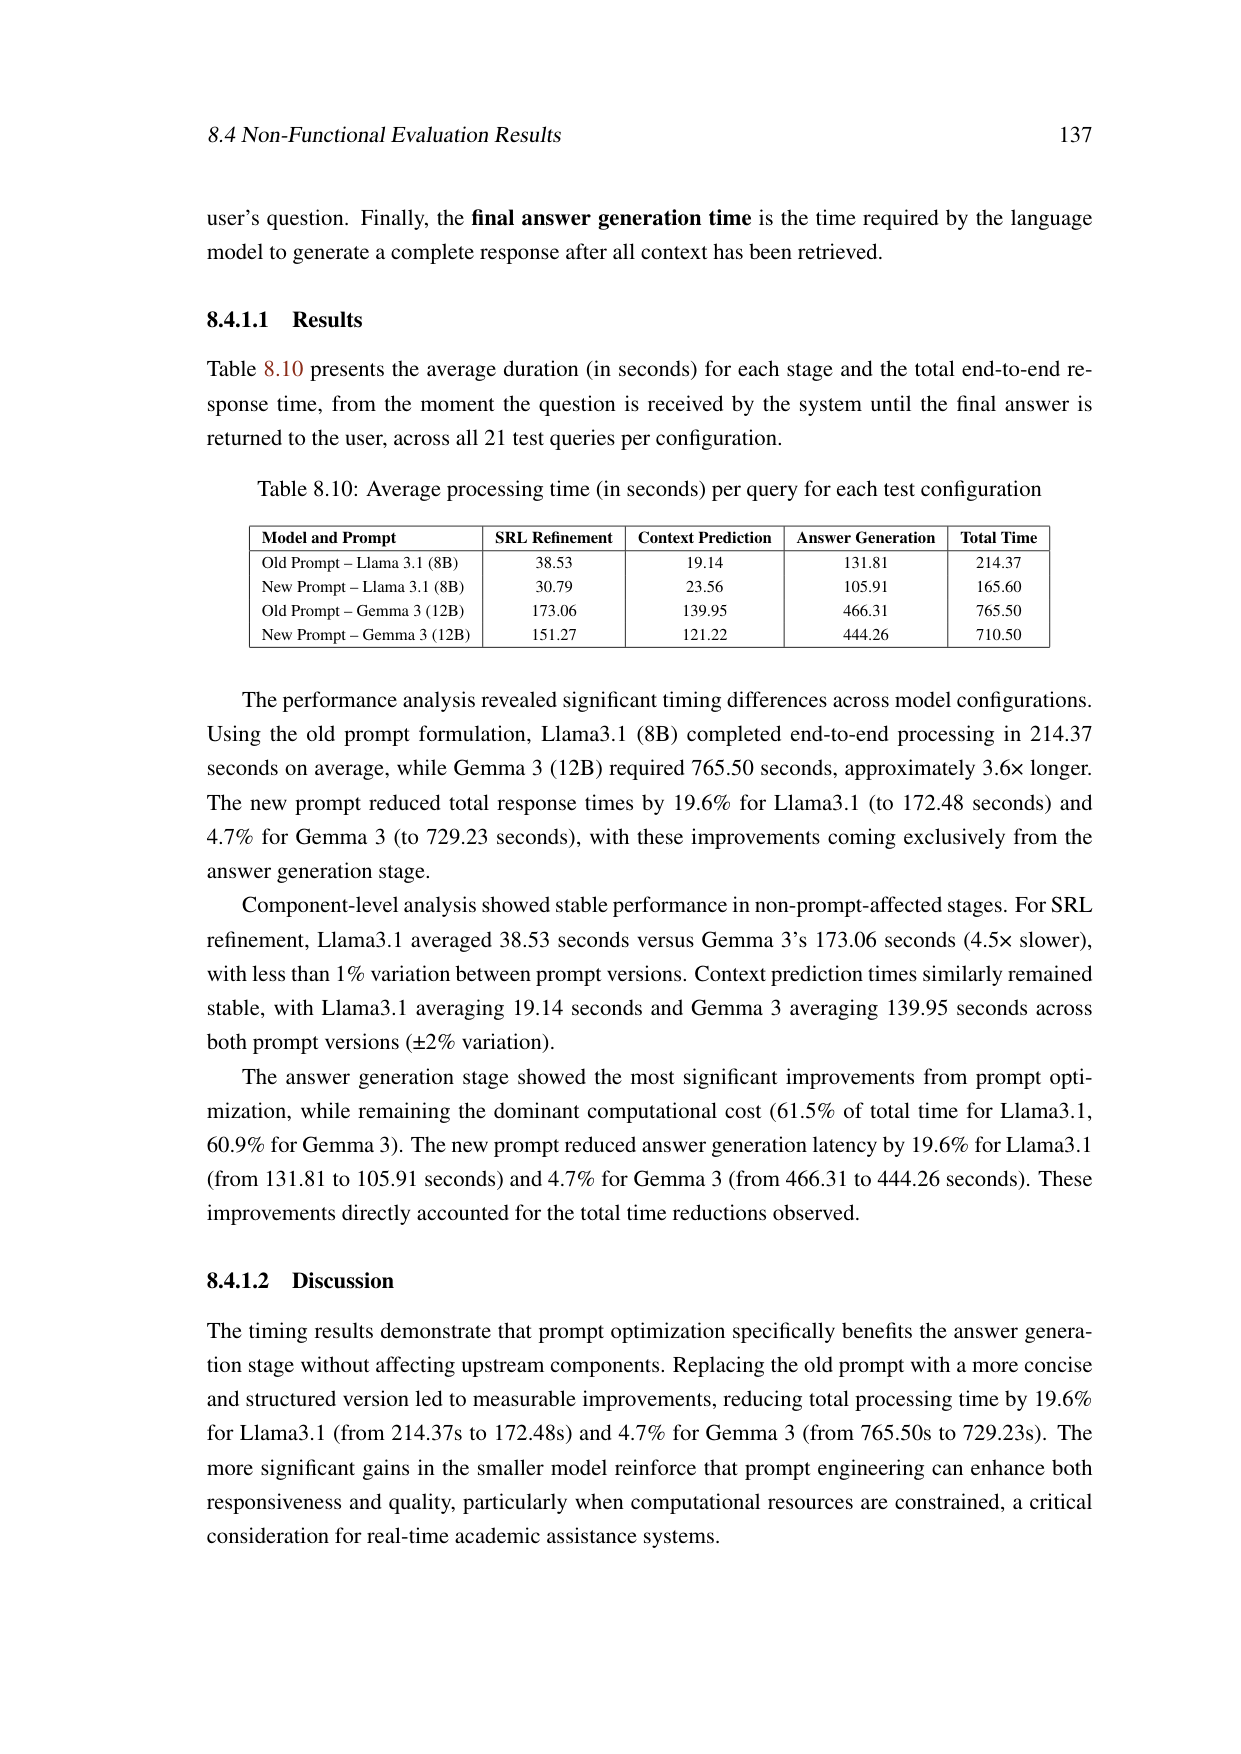 8.4 Non-Functional Evaluation Results 137
user's question. Finally, the final answer generation time is the time required by the language
model to generate a complete response after all context has been retrieved.
8.4.1.1 Results
Table 8.10 presents the average duration (in seconds) for each stage and the total end-to-end re-
sponse time, from the moment the question is received by the system until the final answer is
returned to the user, across all 21 test queries per configuration.
Table 8.10: Average processing time (in seconds) per query for each test configuration
Model and Prompt SRL Refinement Context Prediction Answer Generation Total Time
Old Prompt – Llama 3.1 (8B) 38.53 19.14 131.81 214.37
New Prompt – Llama 3.1 (8B) 30.79 23.56 105.91 165.60
Old Prompt – Gemma 3 (12B) 173.06 139.95 466.31 765.50
New Prompt – Gemma 3 (12B) 151.27 121.22 444.26 710.50
The performance analysis revealed significant timing differences across model configurations.
Using the old prompt formulation, Llama3.1 (8B) completed end-to-end processing in 214.37
seconds on average, while Gemma 3 (12B) required 765.50 seconds, approximately 3.6× longer.
The new prompt reduced total response times by 19.6% for Llama3.1 (to 172.48 seconds) and
4.7% for Gemma 3 (to 729.23 seconds), with these improvements coming exclusively from the
answer generation stage.
Component-level analysis showed stable performance in non-prompt-affected stages. For SRL
refinement, Llama3.1 averaged 38.53 seconds versus Gemma 3's 173.06 seconds (4.5× slower),
with less than 1% variation between prompt versions. Context prediction times similarly remained
stable, with Llama3.1 averaging 19.14 seconds and Gemma 3 averaging 139.95 seconds across
both prompt versions (±2% variation).
The answer generation stage showed the most significant improvements from prompt opti-
mization, while remaining the dominant computational cost (61.5% of total time for Llama3.1,
60.9% for Gemma 3). The new prompt reduced answer generation latency by 19.6% for Llama3.1
(from 131.81 to 105.91 seconds) and 4.7% for Gemma 3 (from 466.31 to 444.26 seconds). These
improvements directly accounted for the total time reductions observed.
8.4.1.2 Discussion
The timing results demonstrate that prompt optimization specifically benefits the answer genera-
tion stage without affecting upstream components. Replacing the old prompt with a more concise
and structured version led to measurable improvements, reducing total processing time by 19.6%
for Llama3.1 (from 214.37s to 172.48s) and 4.7% for Gemma 3 (from 765.50s to 729.23s). The
more significant gains in the smaller model reinforce that prompt engineering can enhance both
responsiveness and quality, particularly when computational resources are constrained, a critical
consideration for real-time academic assistance systems.